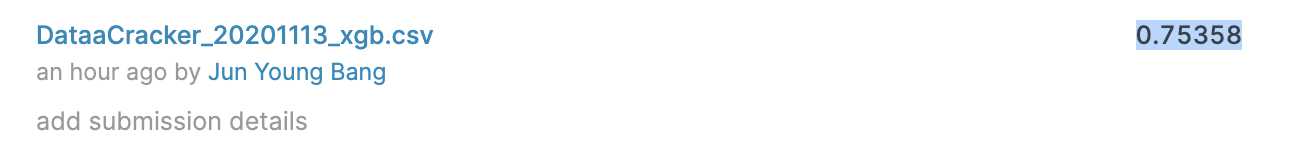 DataaCracker_20201113_xgb.csv 0.75358
an hour ago by Jun Young Bang
add submission details